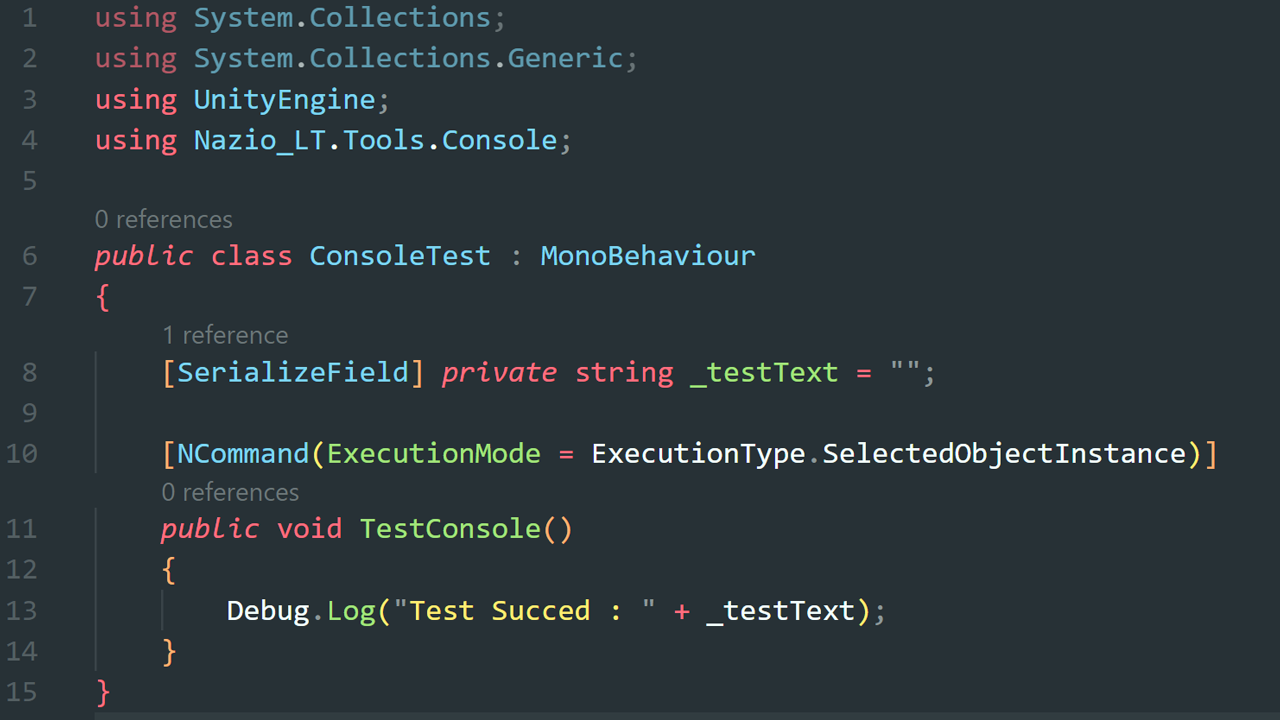 1 using System.Collections;
2 using System.Collections.Generic;
3 using UnityEngine;
4 using Nazio_LT.Tools.Console;
5
0 references
6 public class ConsoleTest : MonoBehaviour
7 {
1 reference
8 [SerializeField] private string _testText = "";
9
10 [NCommand(ExecutionMode = ExecutionType.SelectedObjectInstance)]
0 references
11 public void TestConsole()
12 {
13 Debug.Log("Test Succed : " + _testText);
14 }
15 }